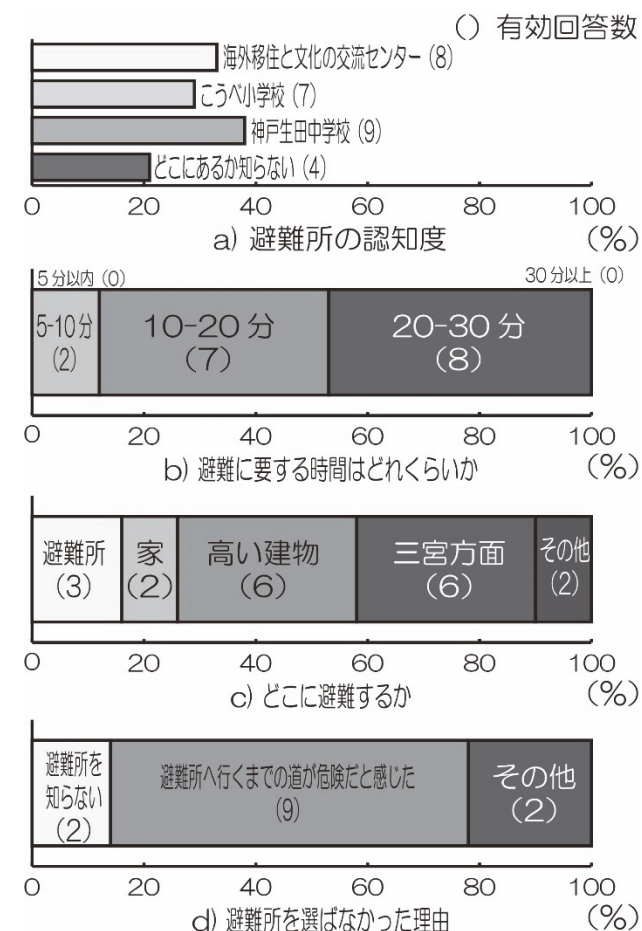 () 有効回答数
海外移住と文化の交流センター (8)
こうべ小学校 (7)
神戸生田中学校 (9)
どこにあるか知らない (4)
0 20 40 60 80 100
a) 避難所の認知度 (%)
5分以内 (0) 30分以上 (0)
5-10分 10-20分 20-30分
(2) (7) (8)
0 20 40 60 80 100
b) 避難に要する時間はどれくらいか (%)
避難所 家 高い建物 三宮方面 その他
(3) (2) (6) (6) (2)
0 20 40 60 80 100
c) どこに避難するか (%)
避難所を
知らない
(2)
避難所へ行くまでの道が危険だと感じた
(9)
その他
(2)
0 20 40 60 80 100
d) 避難所を選ばなかった理由 (%)